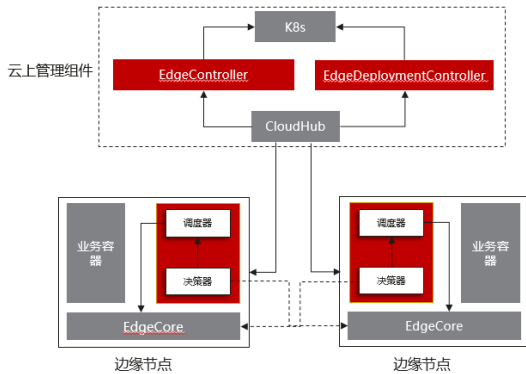 K8s
云上管理组件
EdgeController
EdgeDeploymentController
CloudHub
业务容
器
调度器
决策器
EdgeCore
边缘节点
调度器
决策器
业务容
器
EdgeCore
边缘节点